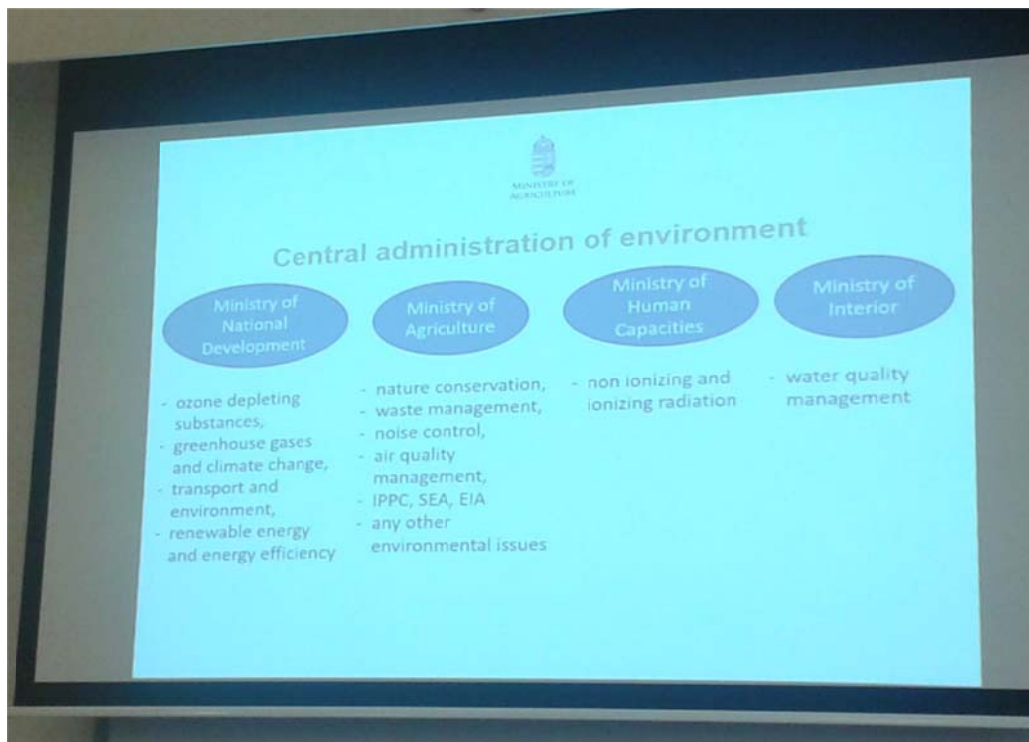 MINISTRY OF
AGRICULTURE
Central administration of environment
Ministry of
National
Development
- ozone depleting
substances,
- greenhouse gases
and climate change,
- transport and
environment,
- renewable energy
and energy efficiency
Ministry of
Agriculture
- nature conservation,
- waste management,
- noise control,
- air quality
management,
- IPPC, SEA, EIA
- any other
environmental issues
Ministry of
Human
Capacities
- non ionizing and
ionizing radiation
Ministry of
Interior
- water quality
management